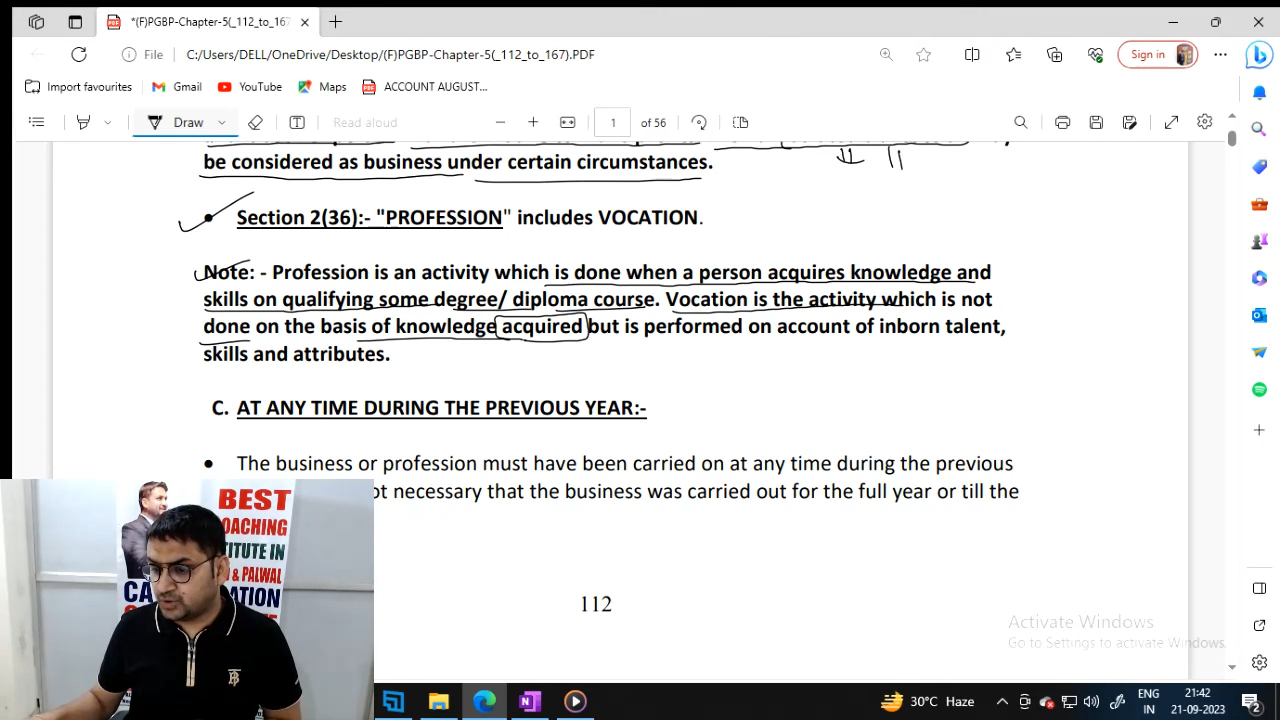 *(F)PGBP-Chapter-5(_112_to_167)
File C:/Users/DELL/OneDrive/Desktop/(F)PGBP-Chapter-5(_112_to_167).PDF Sign in
Import favourites Gmail YouTube Maps ACCOUNT AUGUST...
Draw Read aloud 1 of 56
be considered as business under certain circumstances.
• Section 2(36):- "PROFESSION" includes VOCATION.
Note: - Profession is an activity which is done when a person acquires knowledge and
skills on qualifying some degree/ diploma course. Vocation is the activity which is not
done on the basis of knowledge acquired but is performed on account of inborn talent,
skills and attributes.
C. AT ANY TIME DURING THE PREVIOUS YEAR:-
• The business or profession must have been carried on at any time during the previous
ot necessary that the business was carried out for the full year or till the
BEST
OACHING
TITUTE IN
& PALWAL
CA
ATION
112
Activate Windows
Go to Settings to activate Windows.
30°C Haze
ENG
IN
21:42
21-09-2023
2